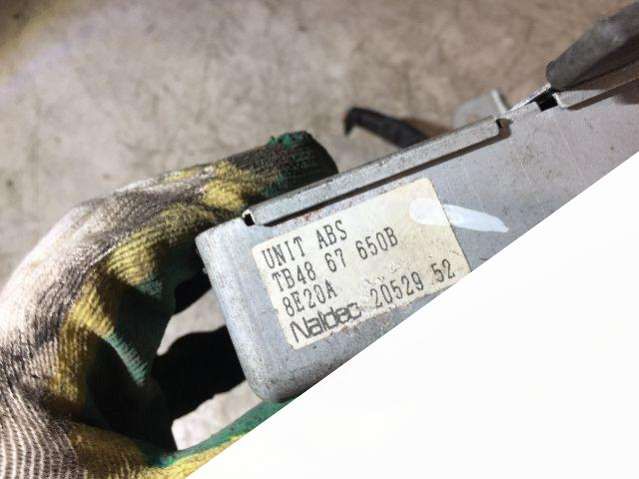 UNIT ABS
TB48 67 650B
8E20A
Naldec 20529 52